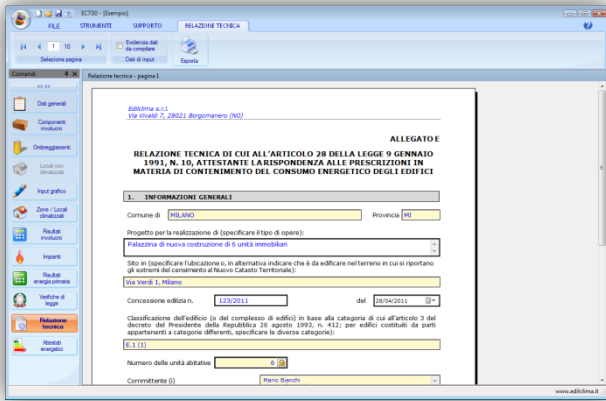 EC700 - [Esempio]
FILE STRUMENTI SUPPORTO RELAZIONE TECNICA
1 16
Evidenzia dati
da compilare
Esporta
Selezione pagina Dati di input
Comandi
Relazione tecnica - pagina 1
Dati generali
Componenti
involucro
Ombreggiamenti
Locali non
climatizzati
Input grafico
Zone / Locali
climatizzati
Risultati
involucro
Impianti
Risultati
energia primaria
Verifiche di
legge
Relazione
tecnica
Attestati
energetici
Edilclima s.r.l.
Via Vivaldi 7, 28021 Borgomanero (NO)
ALLEGATO E
RELAZIONE TECNICA DI CUI ALL'ARTICOLO 28 DELLA LEGGE 9 GENNAIO
1991, N. 10, ATTESTANTE LA RISPONDENZA ALLE PRESCRIZIONI IN
MATERIA DI CONTENIMENTO DEL CONSUMO ENERGETICO DEGLI EDIFICI
1. INFORMAZIONI GENERALI
Comune di MILANO Provincia MI
Progetto per la realizzazione di (specificare il tipo di opere):
Palazzina di nuova costruzione di 6 unità immobiliari
Sito in (specificare l'ubicazione o, in alternativa indicare che è da edificare nel terreno in cui si riportano
gli estremi del censimento al Nuovo Catasto Territoriale):
Via Verdi 1, Milano
Concessione edilizia n. 123/2011 del 28/04/2011
Classificazione dell'edificio (o del complesso di edifici) in base alla categoria di cui all'articolo 3 del
decreto del Presidente della Repubblica 26 agosto 1993, n. 412; per edifici costituiti da parti
appartenenti a categorie differenti, specificare le diverse categorie):
E.1 (1)
Numero delle unità abitative 6
Committente (i) Mario Bianchi
www.edilclima.it